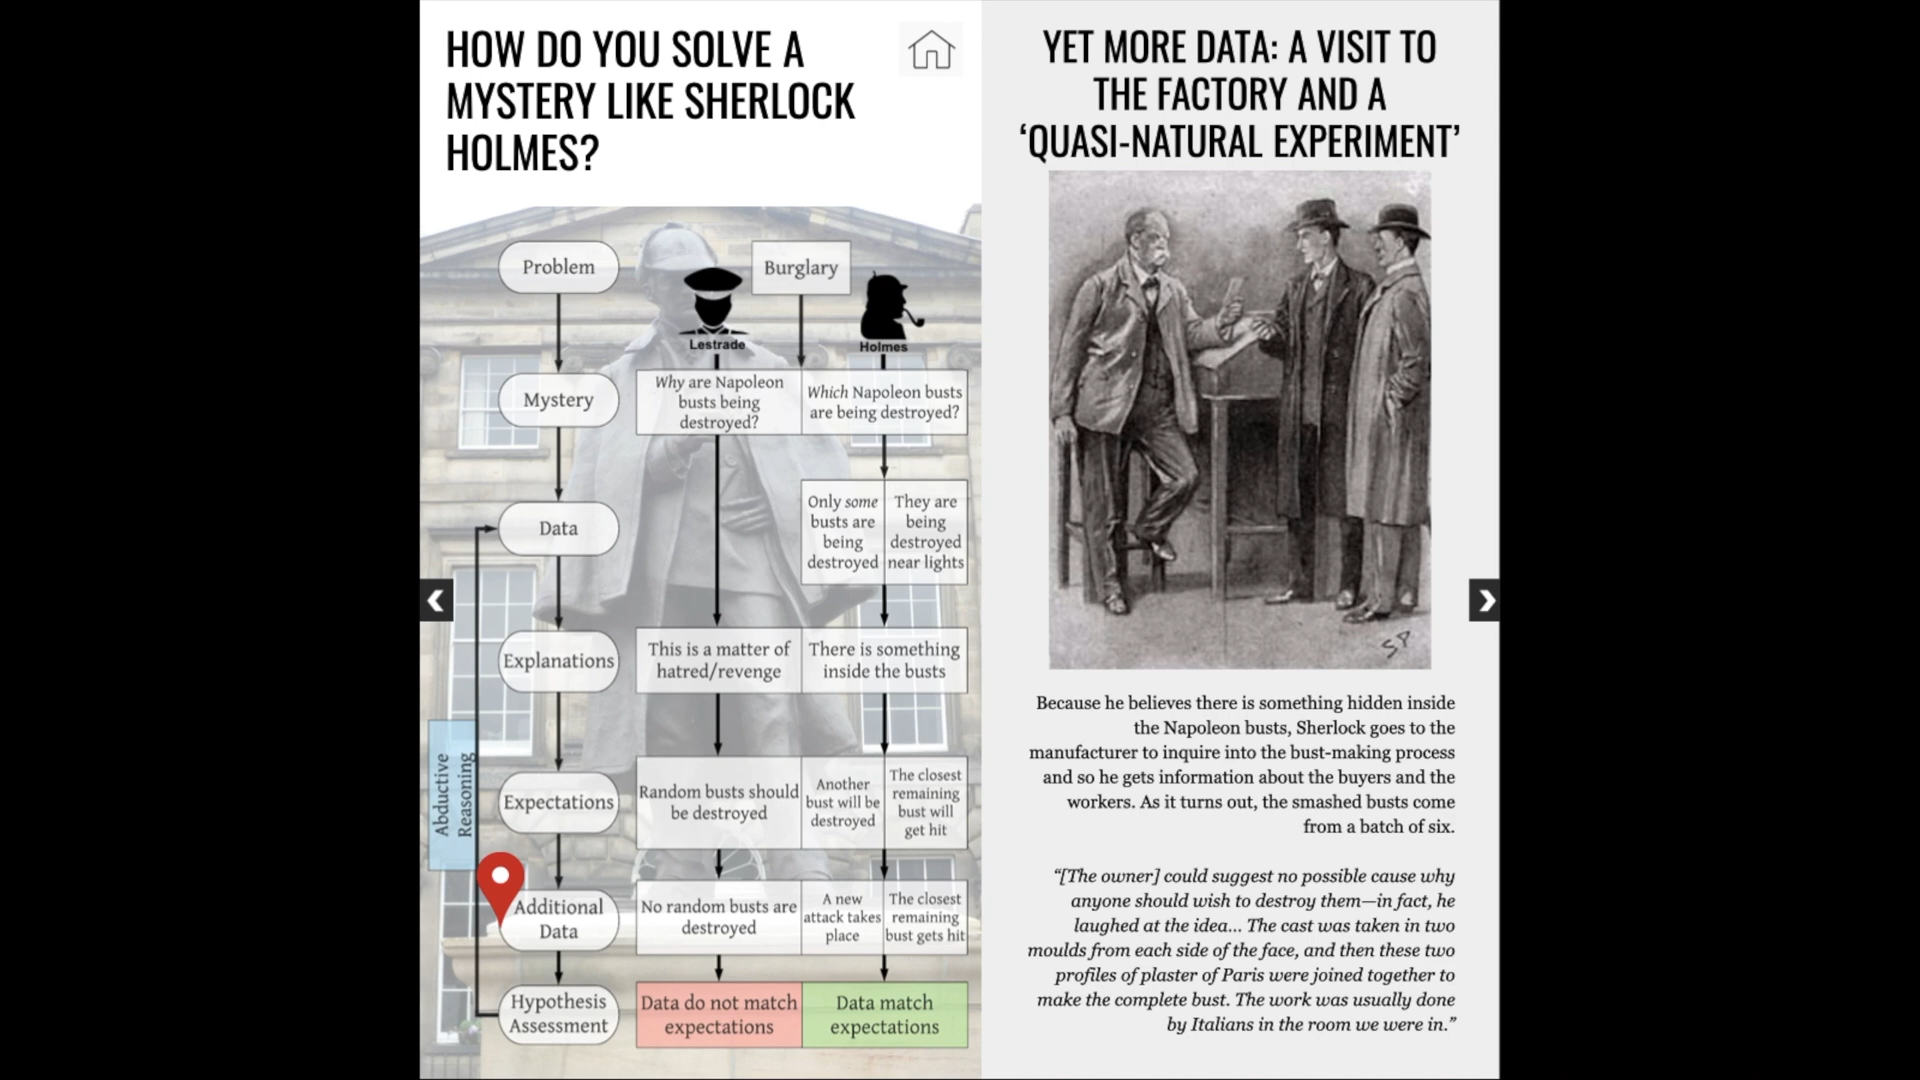 HOW DO YOU SOLVE A
MYSTERY LIKE SHERLOCK
HOLMES?
Problem
Burglary
Lestrade
Holmes
Mystery
Why are Napoleon
busts being
destroyed?
Which Napoleon busts
are being destroyed?
Data
Only some
busts are
being
destroyed
They are
being
destroyed
near lights
Explanations
This is a matter of
hatred/revenge
There is something
inside the busts
Abductive
Reasoning
Expectations
Random busts should
be destroyed
Another
bust will be
destroyed
The closest
remaining
bust will
get hit
Additional
Data
No random busts are
destroyed
A new
attack takes
place
The closest
remaining
bust gets hit
Hypothesis
Assessment
Data do not match
expectations
Data match
expectations
YET MORE DATA: A VISIT TO
THE FACTORY AND A
‘QUASI-NATURAL EXPERIMENT’
SP
Because he believes there is something hidden inside
the Napoleon busts, Sherlock goes to the
manufacturer to inquire into the bust-making process
and so he gets information about the buyers and the
workers. As it turns out, the smashed busts come
from a batch of six.
“[The owner] could suggest no possible cause why
anyone should wish to destroy them—in fact, he
laughed at the idea... The cast was taken in two
moulds from each side of the face, and then these two
profiles of plaster of Paris were joined together to
make the complete bust. The work was usually done
by Italians in the room we were in.”